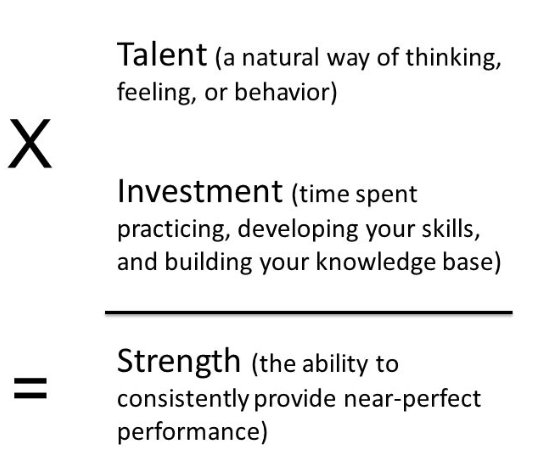 Talent (a natural way of thinking,
feeling, or behavior)
X
Investment (time spent
practicing, developing your skills,
and building your knowledge base)
=
Strength (the ability to
consistently provide near-perfect
performance)